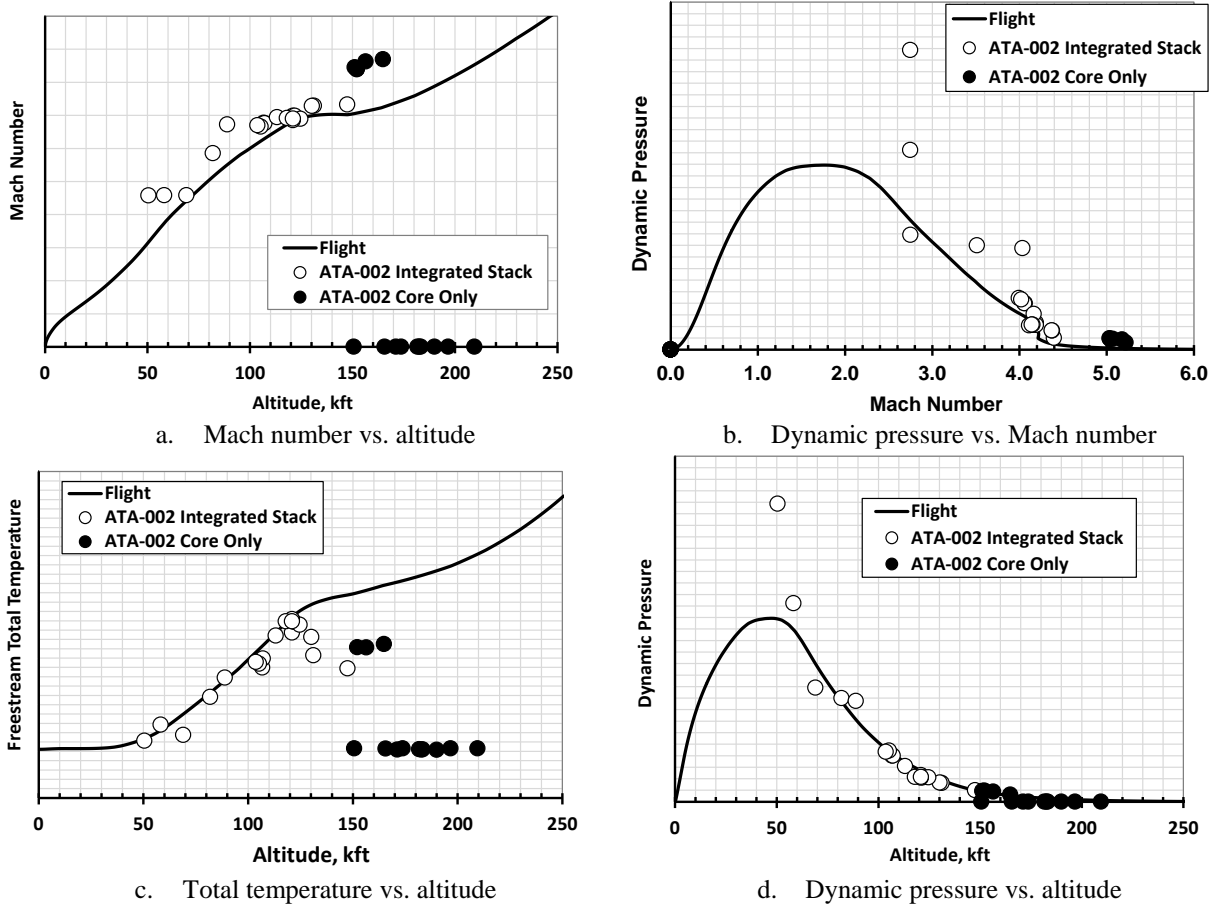 Mach Number
Flight
ATA-002 Integrated Stack
ATA-002 Core Only
0 50 100 150 200 250
Altitude, kft
a. Mach number vs. altitude
Dynamic Pressure
Flight
ATA-002 Integrated Stack
ATA-002 Core Only
0.0 1.0 2.0 3.0 4.0 5.0 6.0
Mach Number
b. Dynamic pressure vs. Mach number
Freestream Total Temperature
Flight
ATA-002 Integrated Stack
ATA-002 Core Only
0 50 100 150 200 250
Altitude, kft
c. Total temperature vs. altitude
Dynamic Pressure
Flight
ATA-002 Integrated Stack
ATA-002 Core Only
0 50 100 150 200 250
Altitude, kft
d. Dynamic pressure vs. altitude